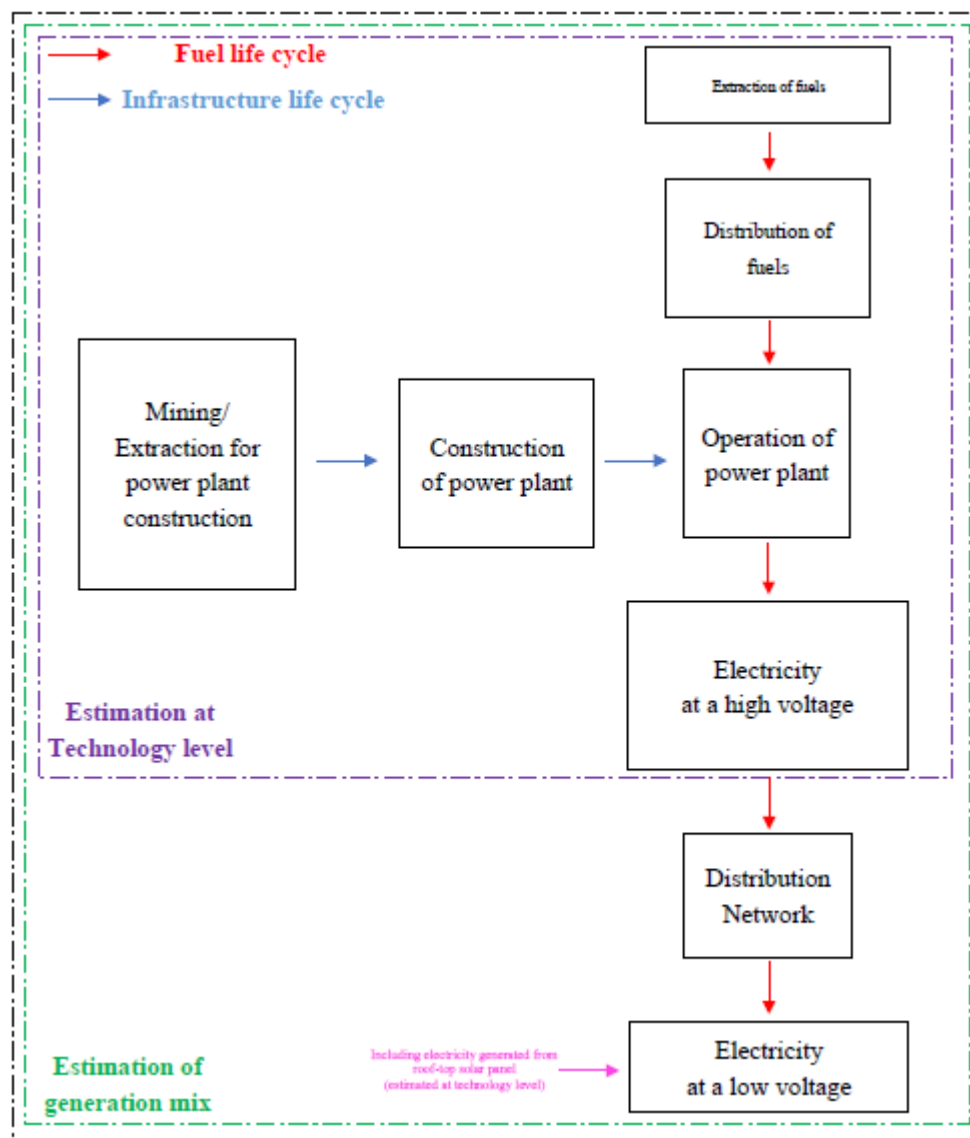 Fuel life cycle
Infrastructure life cycle
Extraction of fuels
Distribution of
fuels
Mining/
Extraction for
power plant
construction
Construction
of power plant
Operation of
power plant
Electricity
at a high voltage
Estimation at
Technology level
Distribution
Network
Including electricity generated from
roof-top solar panel
(estimated at technology level)
Electricity
at a low voltage
Estimation of
generation mix